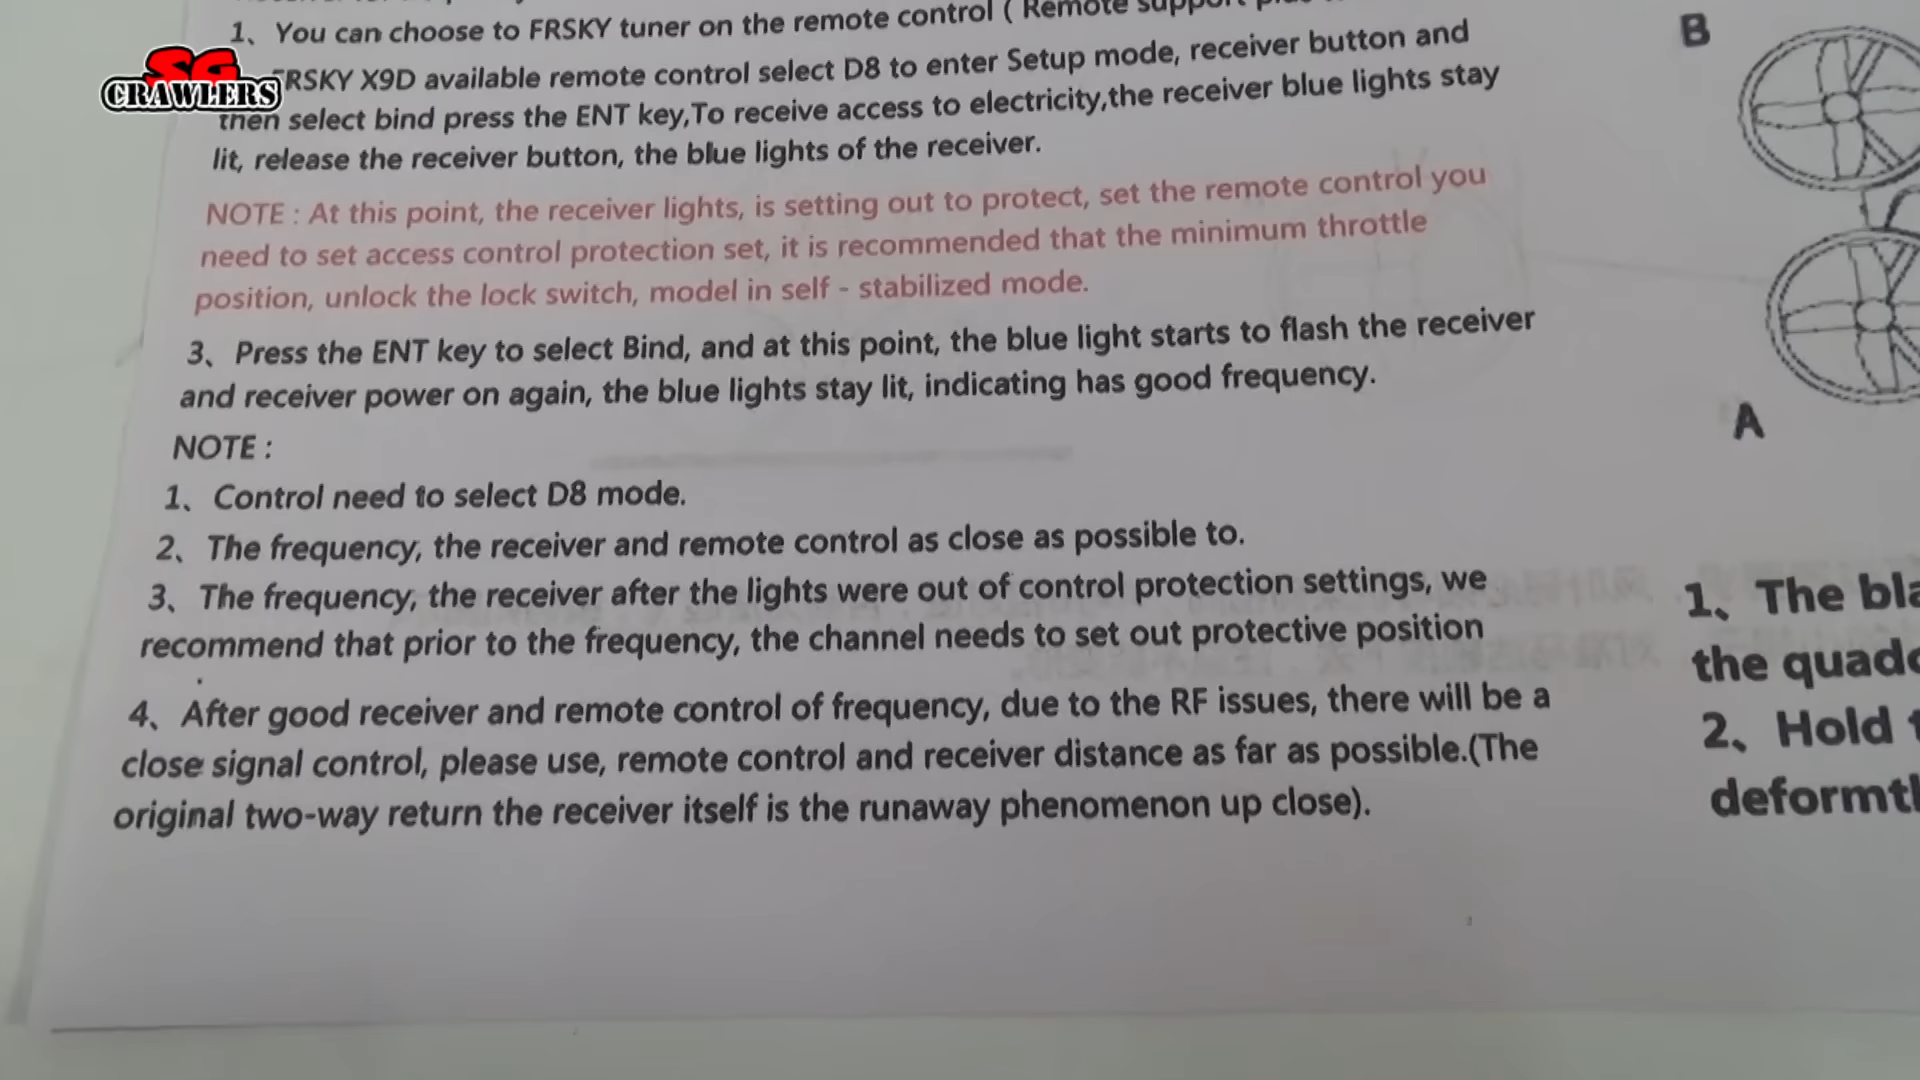 1、You can choose to FRSKY tuner on the remote control ( Remote support
RSKY X9D available remote control select D8 to enter Setup mode, receiver button and
then select bind press the ENT key,To receive access to electricity,the receiver blue lights stay
lit, release the receiver button, the blue lights of the receiver.
NOTE : At this point, the receiver lights, is setting out to protect, set the remote control you
need to set access control protection set, it is recommended that the minimum throttle
position, unlock the lock switch, model in self - stabilized mode.
3、Press the ENT key to select Bind, and at this point, the blue light starts to flash the receiver
and receiver power on again, the blue lights stay lit, indicating has good frequency.
NOTE :
1、Control need to select D8 mode.
2、The frequency, the receiver and remote control as close as possible to.
3、The frequency, the receiver after the lights were out of control protection settings, we
recommend that prior to the frequency, the channel needs to set out protective position
.
4、After good receiver and remote control of frequency, due to the RF issues, there will be a
close signal control, please use, remote control and receiver distance as far as possible.(The
original two-way return the receiver itself is the runaway phenomenon up close).
B
A
1、The bla
the quadc
2、Hold t
deformt
SG
CRAWLERS